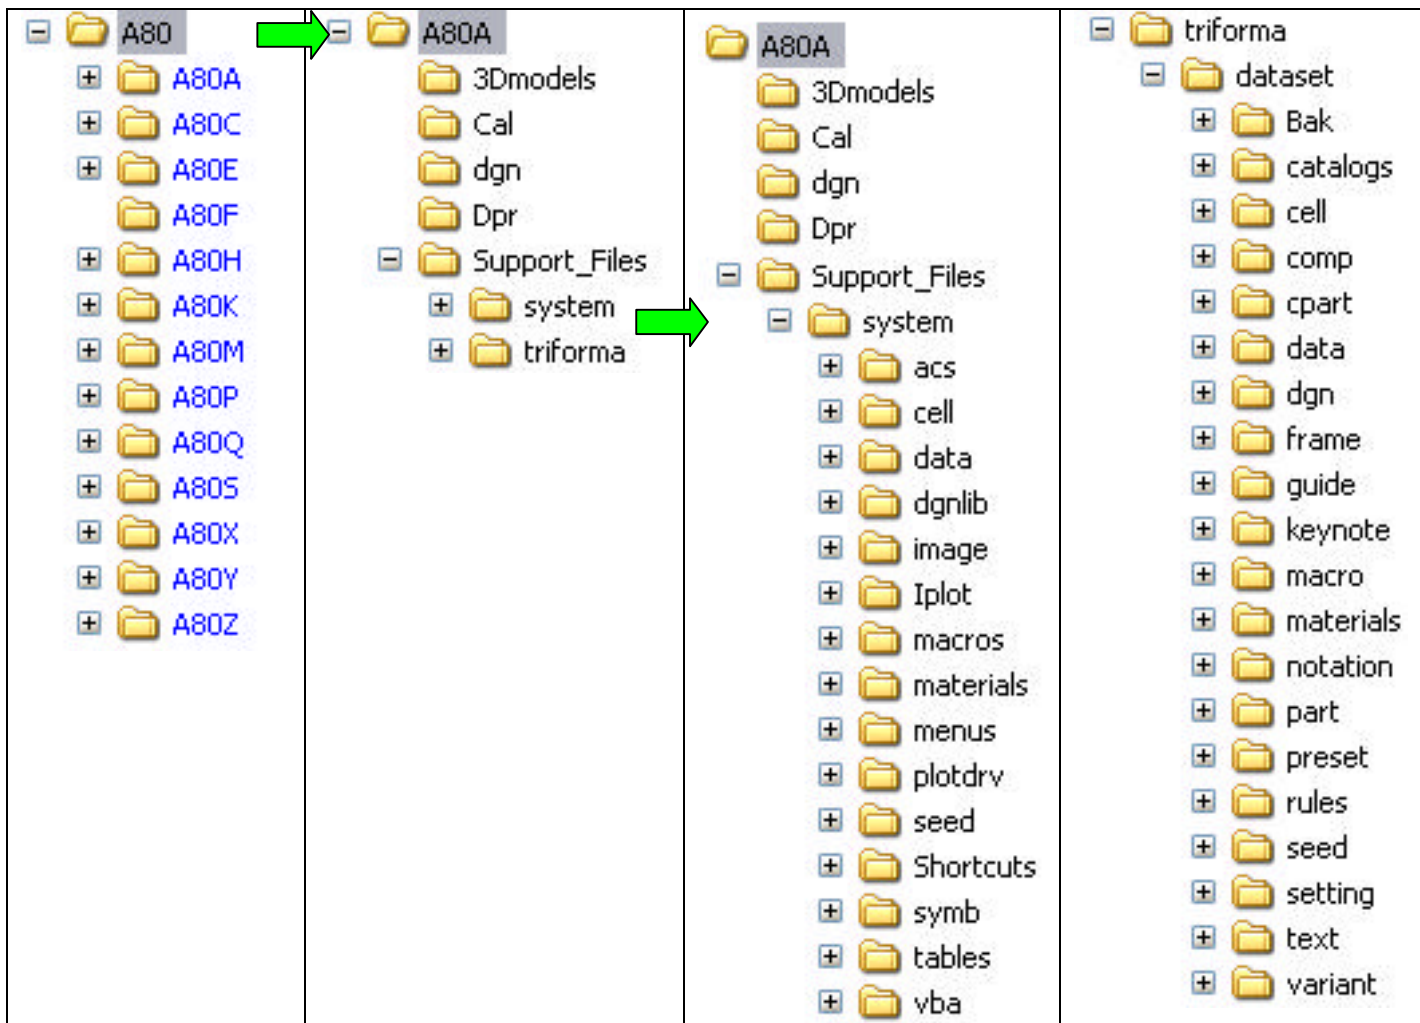 A80
A80A
A80C
A80E
A80F
A80H
A80K
A80M
A80P
A80Q
A80S
A80X
A80Y
A80Z
A80A
3Dmodels
Cal
dgn
Dpr
Support_Files
system
triforma
A80A
3Dmodels
Cal
dgn
Dpr
Support_Files
system
acs
cell
data
dgnlib
image
Iplot
macros
materials
menus
plotdrv
seed
Shortcuts
symb
tables
vba
triforma
dataset
Bak
catalogs
cell
comp
cpart
data
dgn
frame
guide
keynote
macro
materials
notation
part
preset
rules
seed
setting
text
variant